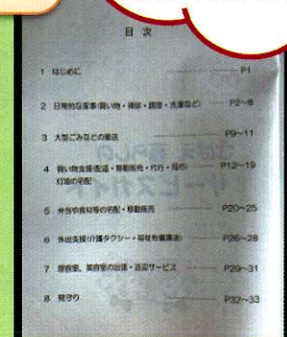 目 次
1 はじめに P1
2 日常的な家事(買い物・掃除・調理・洗濯など) P2~8
3 大型ごみなどの搬出 P9~11
4 買い物支援(配達・移動販売・代行・同行) P12~19
灯油の宅配
5 弁当や食材等の宅配・移動販売 P20~25
6 外出支援(介護タクシー・福祉有償運送) P26~28
7 理容室、美容室の出張・送迎サービス P29~31
8 見守り P32~33